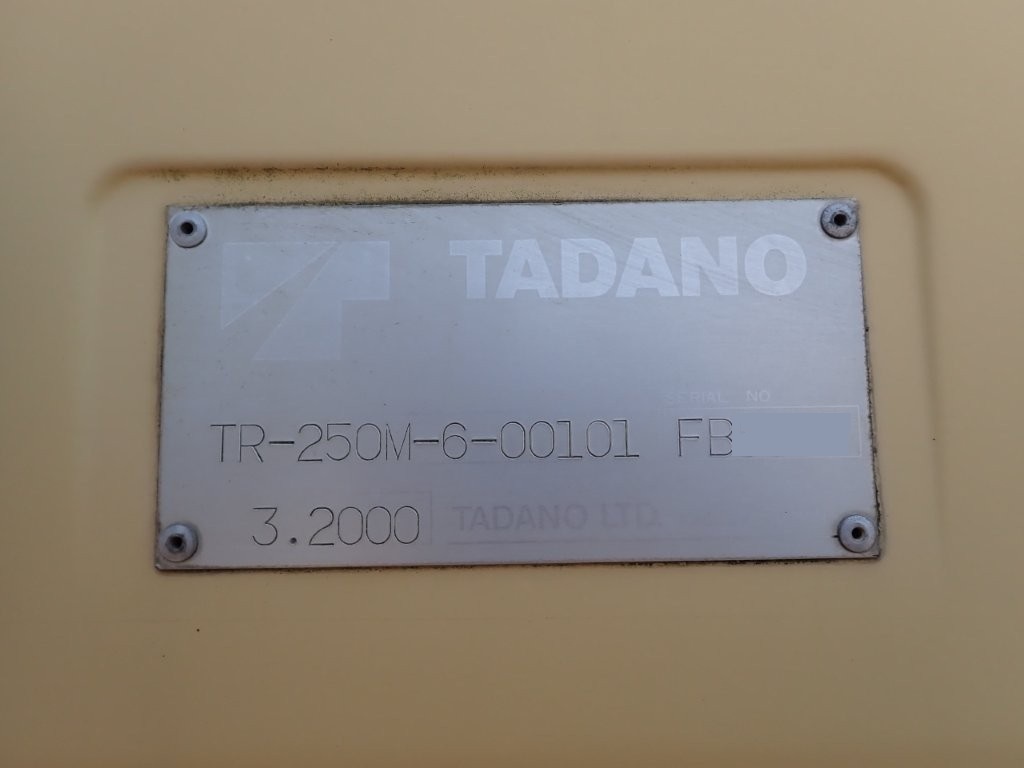 TADANO
SERIAL NO
TR-250M-6-00101 FB
3.2000 TADANO LTD.